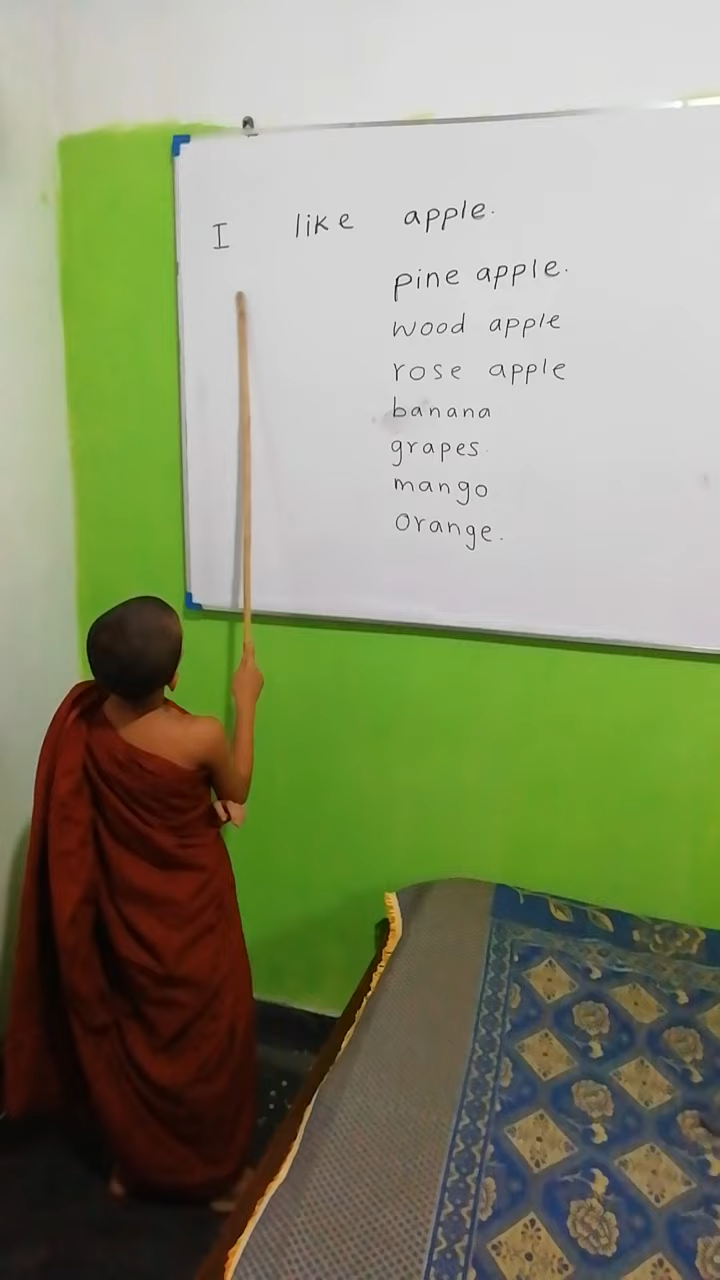 I like apple.
pine apple.
wood apple
rose apple
banana
grapes
mango
orange.